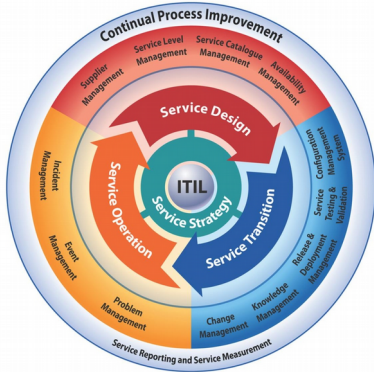 Continual Process Improvement
Supplier
Management
Service Level
Management
Service Catalogue
Management
Availability
Management
Service Design
Configuration
Management
System
Service
Testing &
Validation
Release &
Deployment
Management
Knowledge
Management
Change
Management
Service Transition
Incident
Management
Event
Management
Problem
Management
Service Operation
ITIL
Service Strategy
Service Reporting and Service Measurement